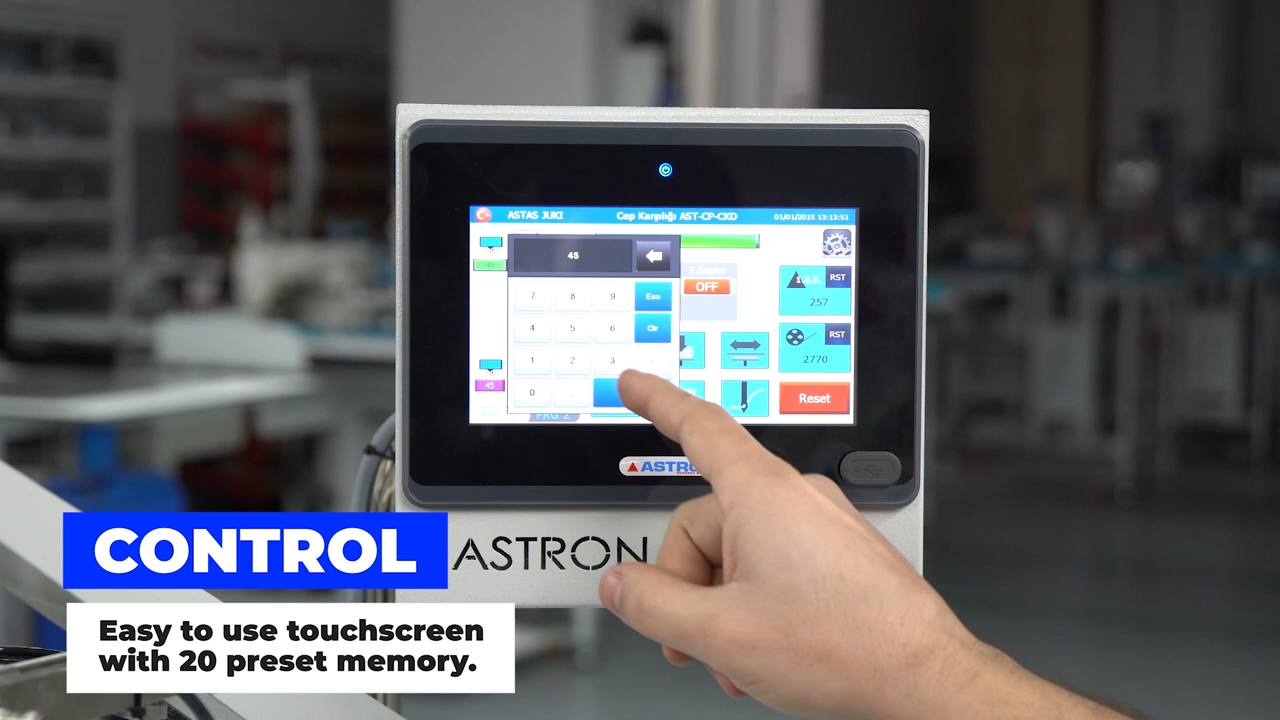 ASTAS JUKI Cep Karşılığı AST-CP-CKD 01/01/2015 13:13:51
45
7 8 9 Esc
4 5 6 Clr
1 2 3
0
45
OFF
RST
257
RST
2770
Reset
45
PRG 2
ASTRO
ASTRON
CONTROL
Easy to use touchscreen
with 20 preset memory.